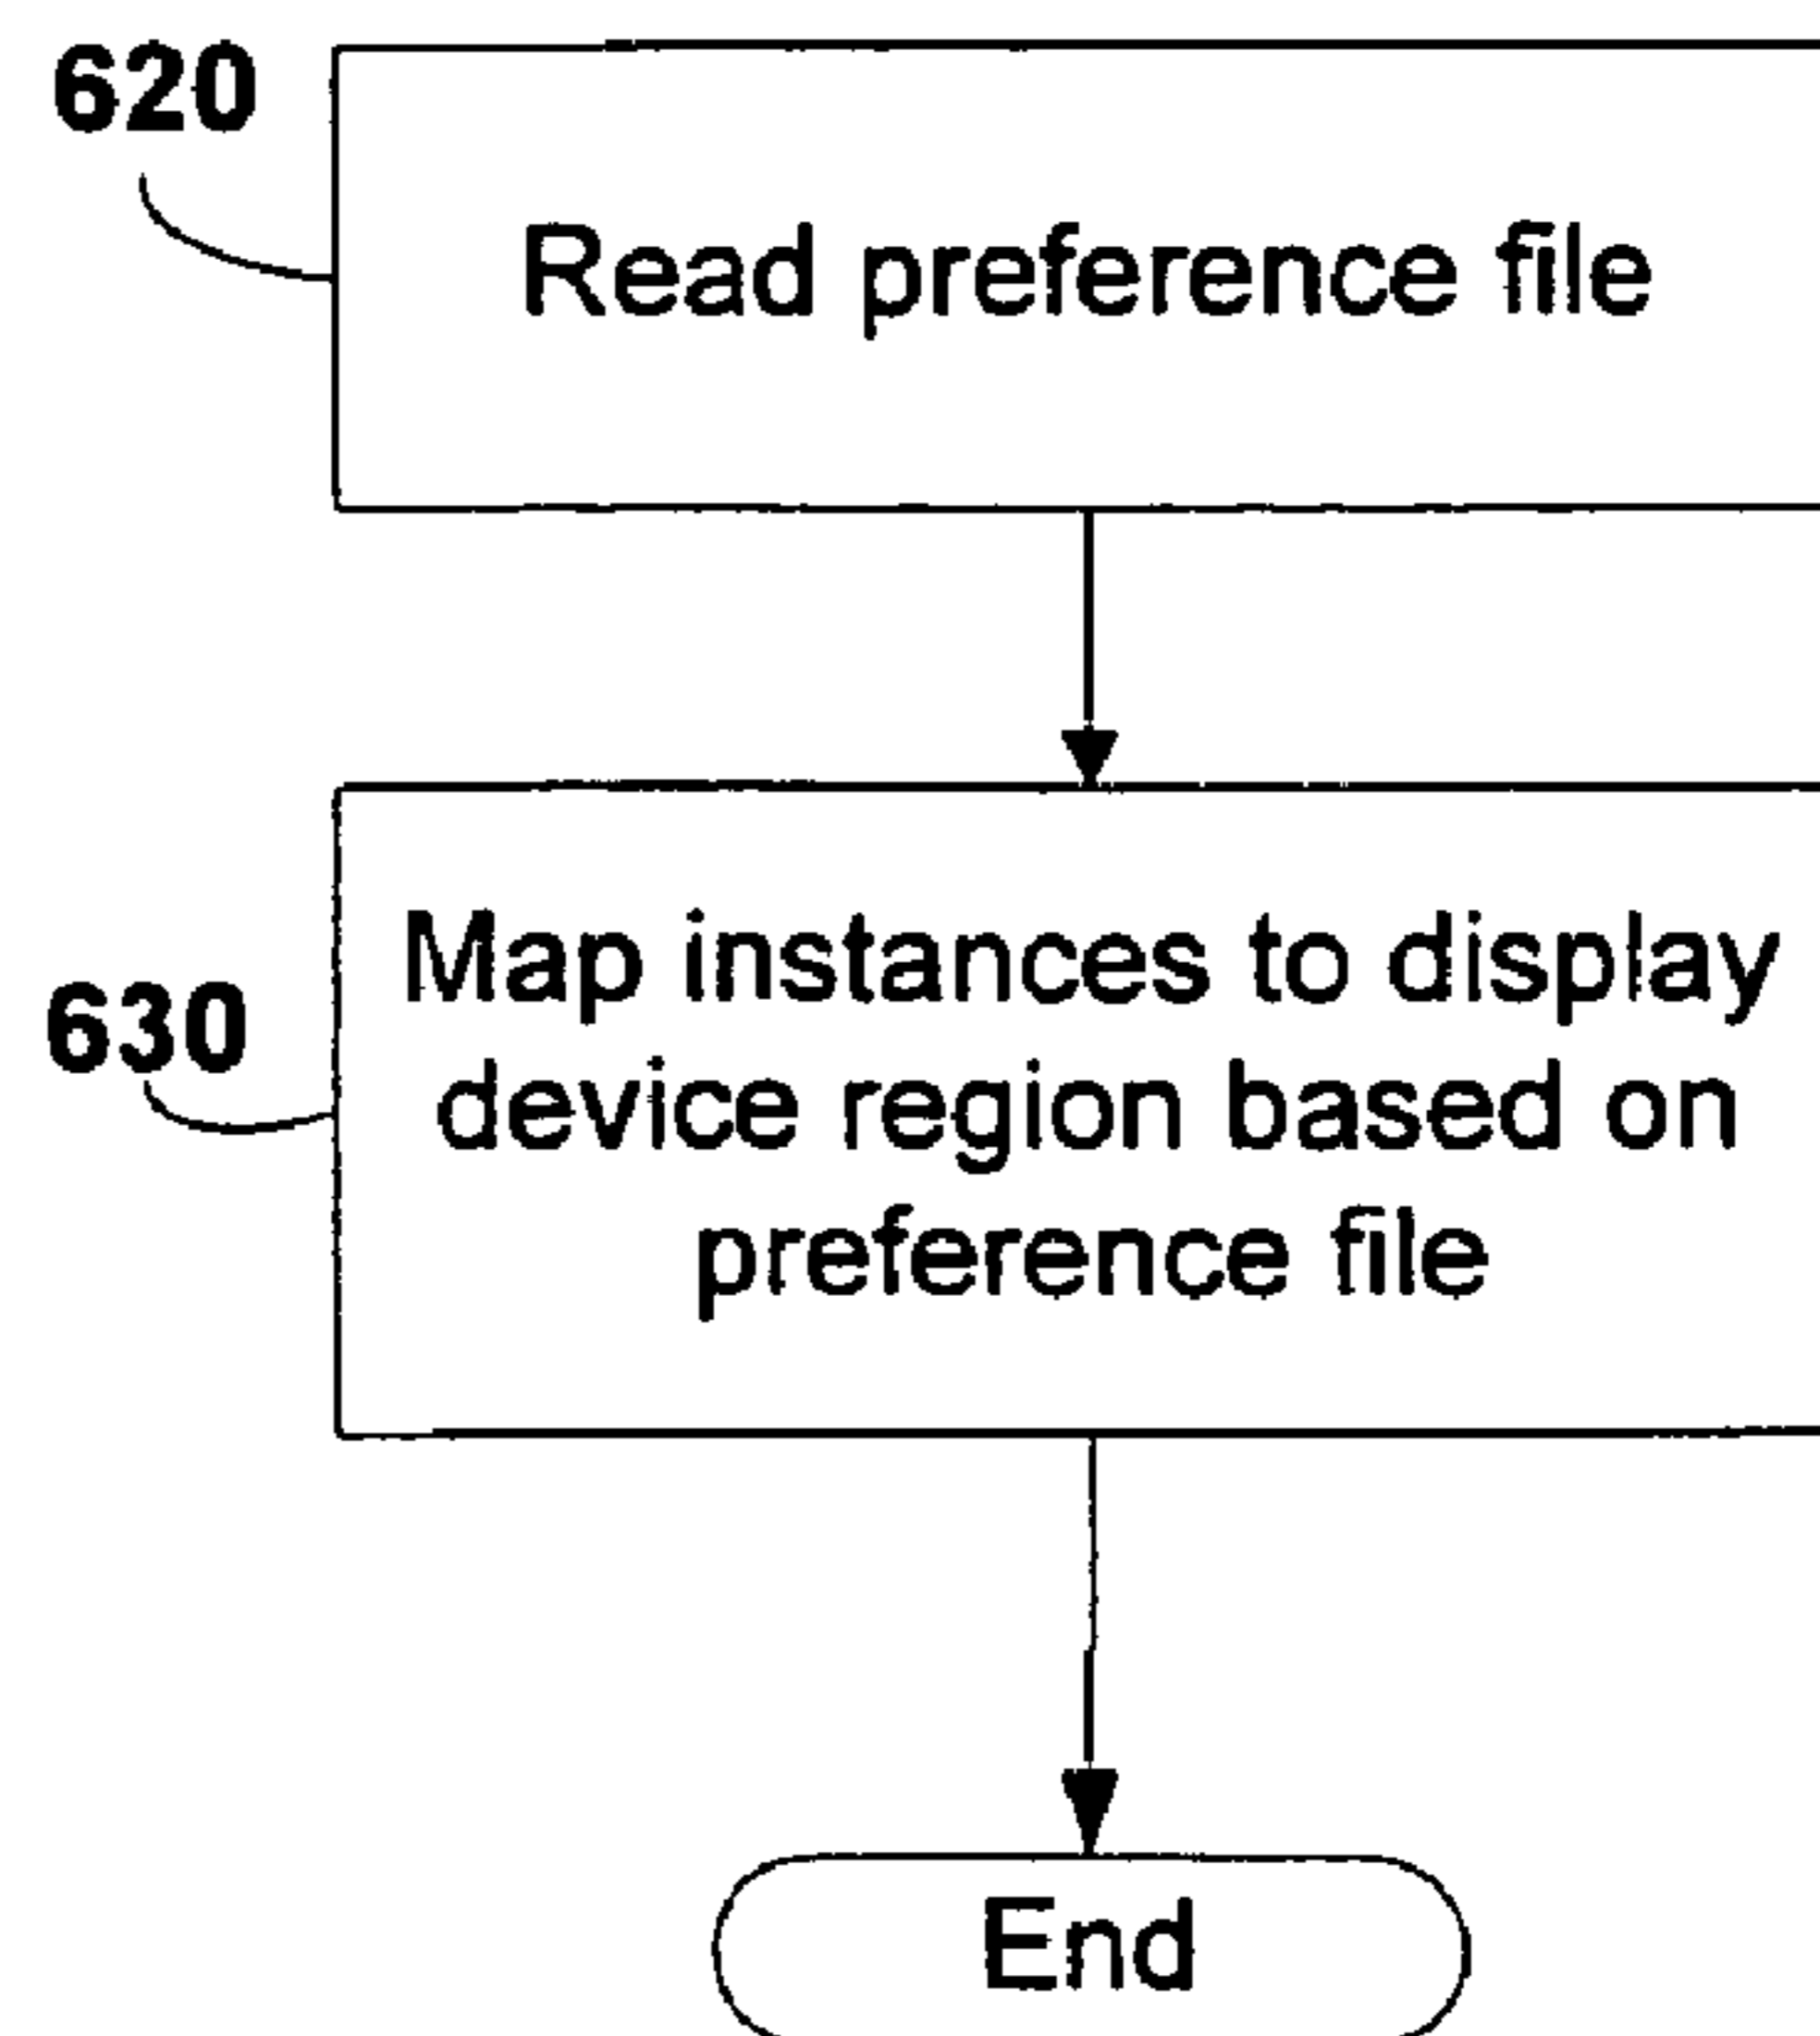 620
Read preference file
Map instances to display
630
device region based on
preference file
End